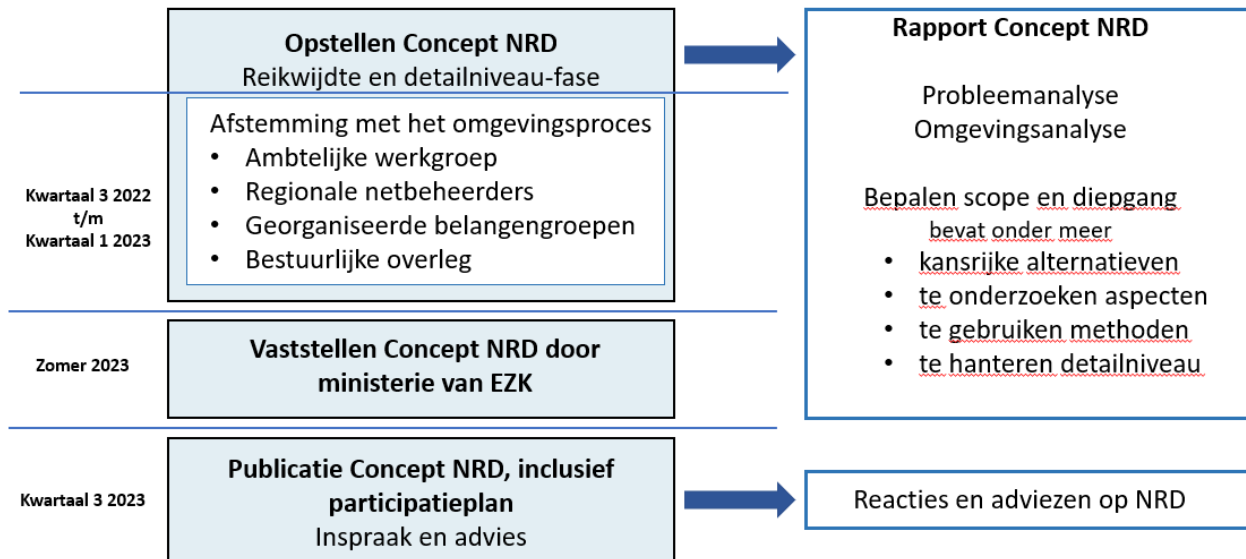 Opstellen Concept NRD
Reikwijdte en detailniveau-fase
Kwartaal 3 2022
t/m
Kwartaal 1 2023
Afstemming met het omgevingsproces
• Ambtelijke werkgroep
• Regionale netbeheerders
• Georganiseerde belangengroepen
• Bestuurlijke overleg
Rapport Concept NRD
Probleemanalyse
Omgevingsanalyse
Bepalen scope en diepgang
bevat onder meer
• kansrijke alternatieven
• te onderzoeken aspecten
• te gebruiken methoden
• te hanteren detailniveau
Zomer 2023
Vaststellen Concept NRD door
ministerie van EZK
Kwartaal 3 2023
Publicatie Concept NRD, inclusief
participatieplan
Inspraak en advies
Reacties en adviezen op NRD